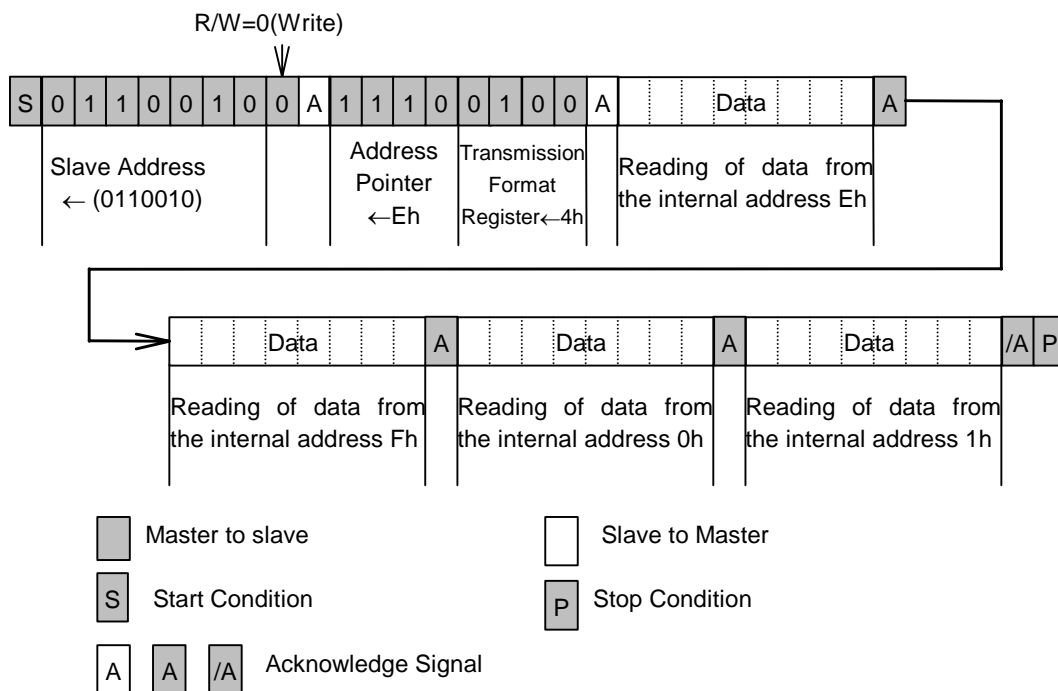 R/W=0(Write)
S 0 1 1 0 0 1 0 0 A 1 1 1 0 0 1 0 0 A Data A
Slave Address
← (0110010)
Address
Pointer
←Eh
Transmission
Format
Register←4h
Reading of data from
the internal address Eh
Data A Data A Data /A P
Reading of data from
the internal address Fh
Reading of data from
the internal address 0h
Reading of data from
the internal address 1h
Master to slave
Slave to Master
S Start Condition
P Stop Condition
A A /A Acknowledge Signal